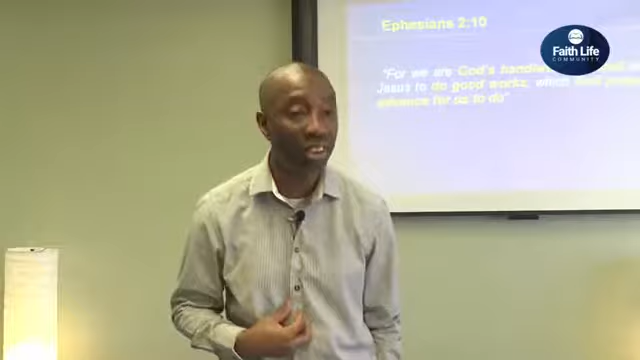 Ephesians 2:10
"For we are God's
Jesus to do good works,
advance for us to do"
Faith Life
COMMUNITY